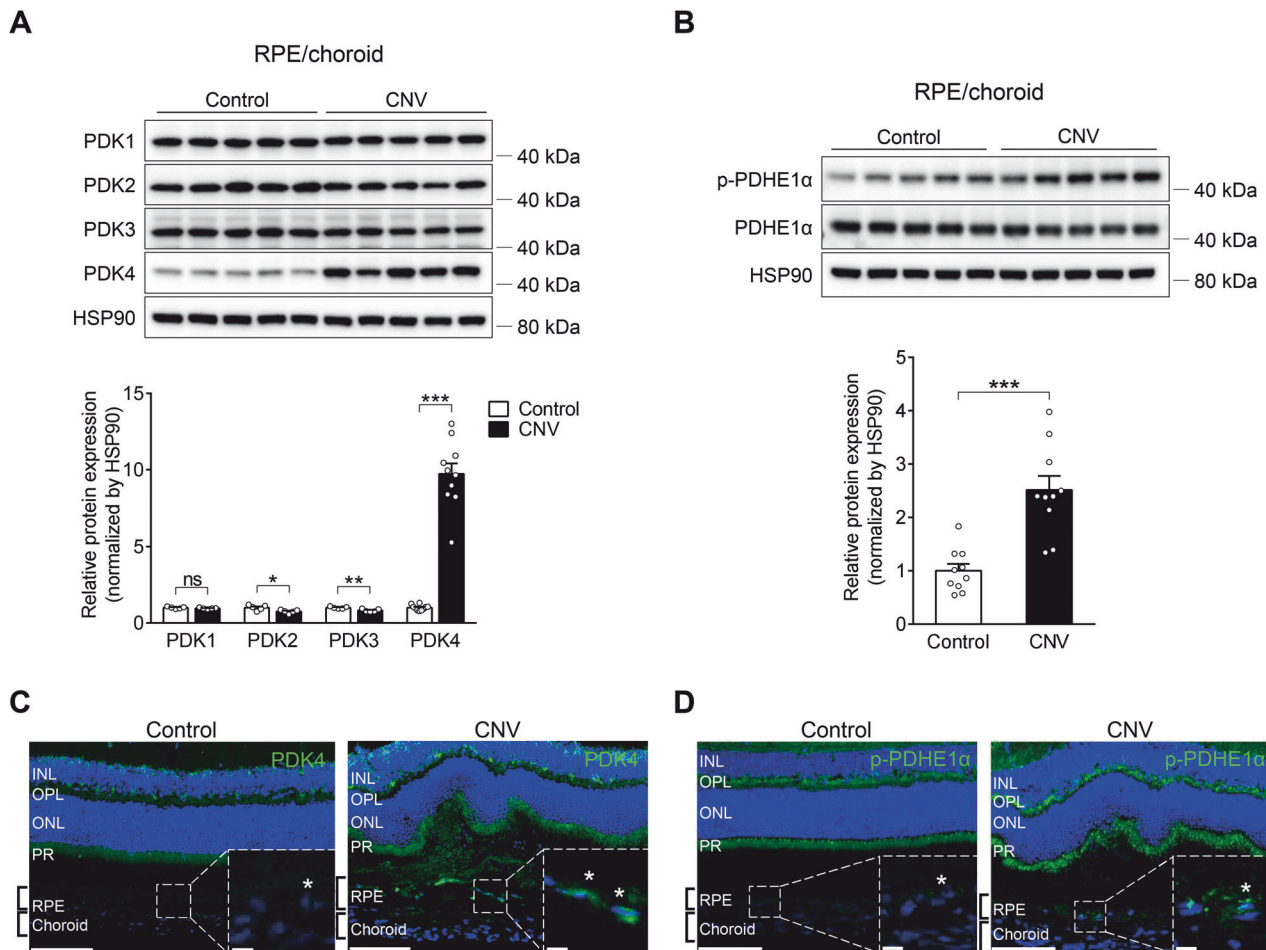 A
RPE/choroid
Control CNV
PDK1
40 kDa
PDK2
40 kDa
PDK3
40 kDa
PDK4
40 kDa
HSP90
80 kDa
Relative protein expression
(normalized by HSP90)
15
10
5
0
ns
*
**
***
Control
CNV
PDK1 PDK2 PDK3 PDK4
B
RPE/choroid
Control CNV
p-PDHE1α
40 kDa
PDHE1α
40 kDa
HSP90
80 kDa
Relative protein expression
(normalized by HSP90)
5
4
3
2
1
0
***
Control CNV
C
Control
PDK4
INL
OPL
ONL
PR
RPE
Choroid
*
CNV
PDK4
INL
OPL
ONL
PR
RPE
Choroid
*
*
D
Control
p-PDHE1α
INL
OPL
ONL
PR
RPE
Choroid
*
CNV
p-PDHE1α
INL
OPL
ONL
PR
RPE
Choroid
*